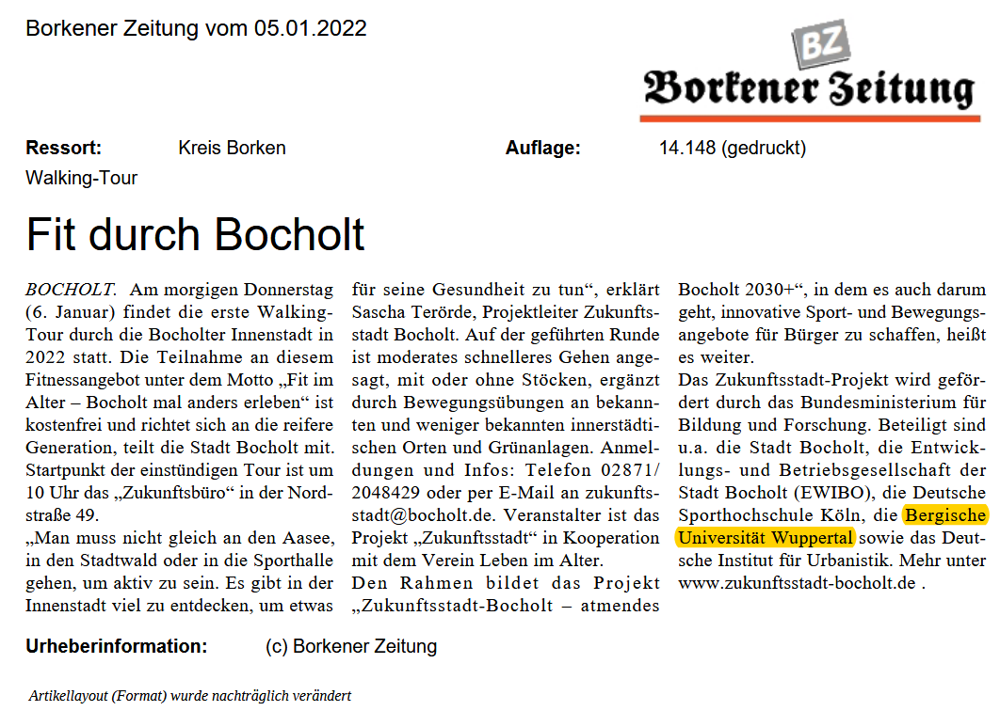 Borkener Zeitung vom 05.01.2022
BZ
Borkener Zeitung
Ressort: Kreis Borken Auflage: 14.148 (gedruckt)
Walking-Tour
Fit durch Bocholt
BOCHOLT. Am morgigen Donnerstag
(6. Januar) findet die erste Walking-
Tour durch die Bocholter Innenstadt in
2022 statt. Die Teilnahme an diesem
Fitnessangebot unter dem Motto „Fit im
Alter – Bocholt mal anders erleben“ ist
kostenfrei und richtet sich an die reifere
Generation, teilt die Stadt Bocholt mit.
Startpunkt der einstündigen Tour ist um
10 Uhr das „Zukunftsbüro“ in der Nord-
straße 49.
„Man muss nicht gleich an den Aasee,
in den Stadtwald oder in die Sporthalle
gehen, um aktiv zu sein. Es gibt in der
Innenstadt viel zu entdecken, um etwas
für seine Gesundheit zu tun“, erklärt
Sascha Terörde, Projektleiter Zukunfts-
stadt Bocholt. Auf der geführten Runde
ist moderates schnelleres Gehen ange-
sagt, mit oder ohne Stöcken, ergänzt
durch Bewegungsübungen an bekann-
ten und weniger bekannten innerstädti-
schen Orten und Grünanlagen. Anmel-
dungen und Infos: Telefon 02871/
2048429 oder per E-Mail an zukunfts-
stadt@bocholt.de. Veranstalter ist das
Projekt „Zukunftsstadt“ in Kooperation
mit dem Verein Leben im Alter.
Den Rahmen bildet das Projekt
„Zukunftsstadt-Bocholt – atmendes
Bocholt 2030+“, in dem es auch darum
geht, innovative Sport- und Bewegungs-
angebote für Bürger zu schaffen, heißt
es weiter.
Das Zukunftsstadt-Projekt wird geför-
dert durch das Bundesministerium für
Bildung und Forschung. Beteiligt sind
u.a. die Stadt Bocholt, die Entwick-
lungs- und Betriebsgesellschaft der
Stadt Bocholt (EWIBO), die Deutsche
Sporthochschule Köln, die Bergische
Universität Wuppertal sowie das Deut-
sche Institut für Urbanistik. Mehr unter
www.zukunftsstadt-bocholt.de .
Urheberinformation: (c) Borkener Zeitung
Artikellayout (Format) wurde nachträglich verändert